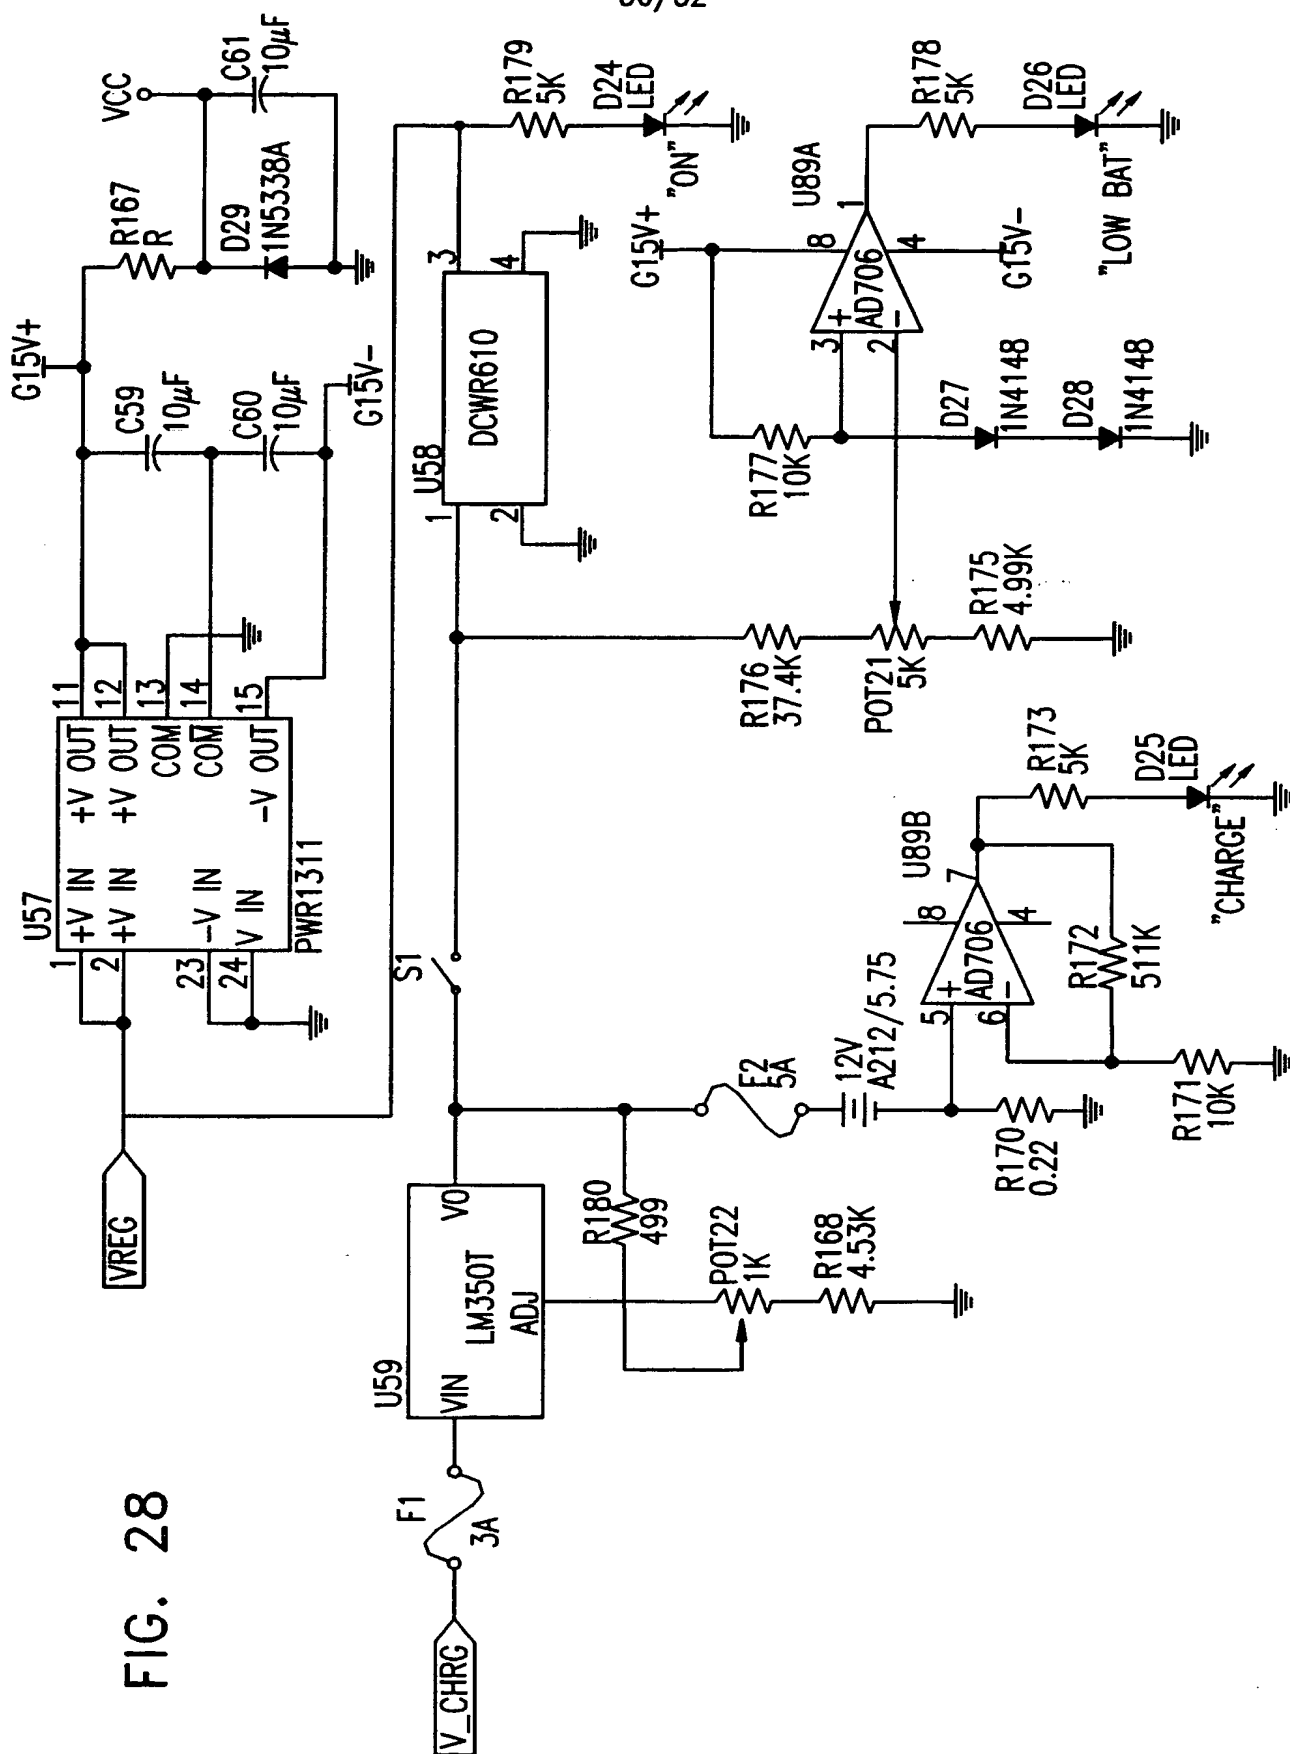 FIG. 28
V_CHRG
F1
3A
U59
VIN
LM350T
VO
ADJ
VREG
U57
1
+V IN
2
+V IN
23
-V IN
24
V IN
+V OUT
11
+V OUT
12
COM
13
COM
14
-V OUT
15
PWR1311
G15V+
C59
10µF
C60
10µF
G15V-
R167
R
D29
1N5338A
VCC
C61
10µF
S1
U58
1
2
DCWR610
3
4
R179
5K
D24
LED
"ON"
R180
499
POT22
1K
R168
4.53K
F2
5A
12V
A212/5.75
R170
0.22
R171
10K
U89B
5
+
6
-
AD706
8
4
7
R172
511K
R173
5K
D25
LED
"CHARGE"
R176
37.4K
POT21
5K
R175
4.99K
R177
10K
G15V+
U89A
3
+
2
-
AD706
8
4
1
G15V-
D27
1N4148
D28
1N4148
R178
5K
D26
LED
"LOW BAT"